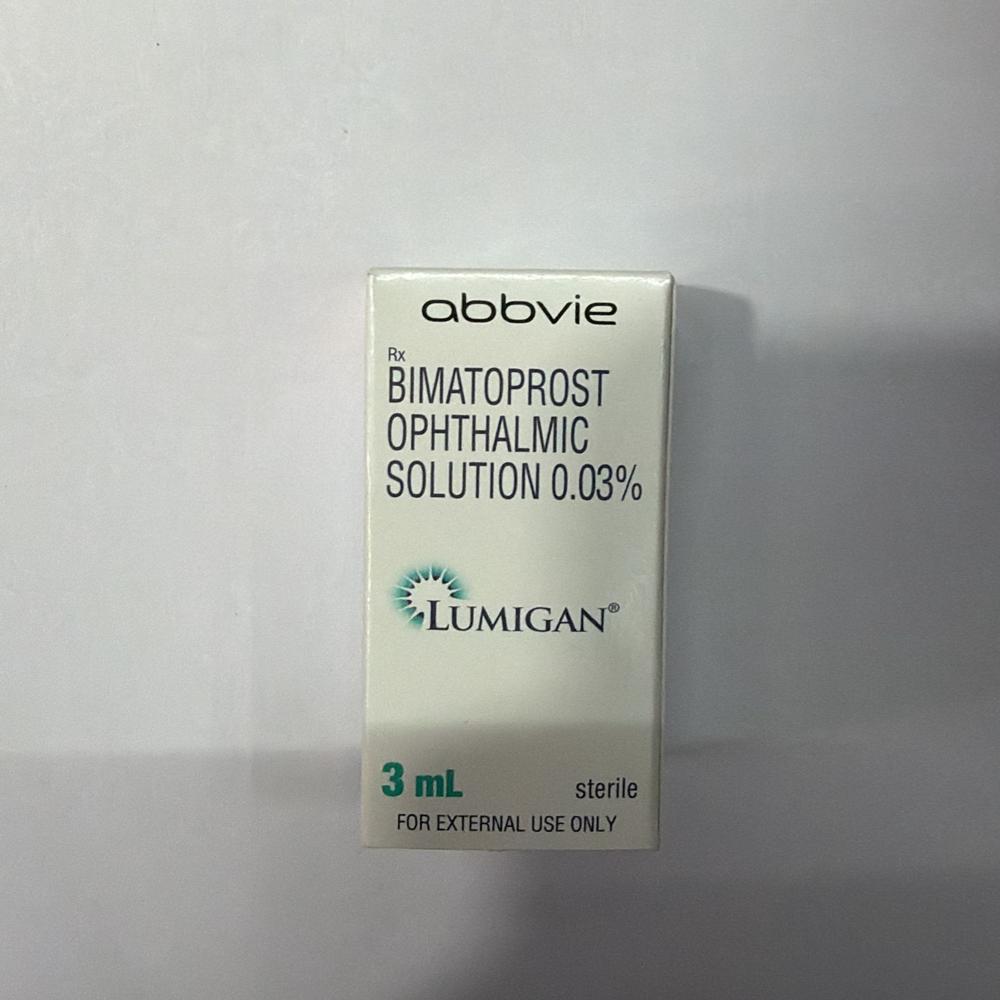 abbvie
Rx
BIMATOPROST
OPHTHALMIC
SOLUTION 0.03%
LUMIGAN®
3 mL
sterile
FOR EXTERNAL USE ONLY